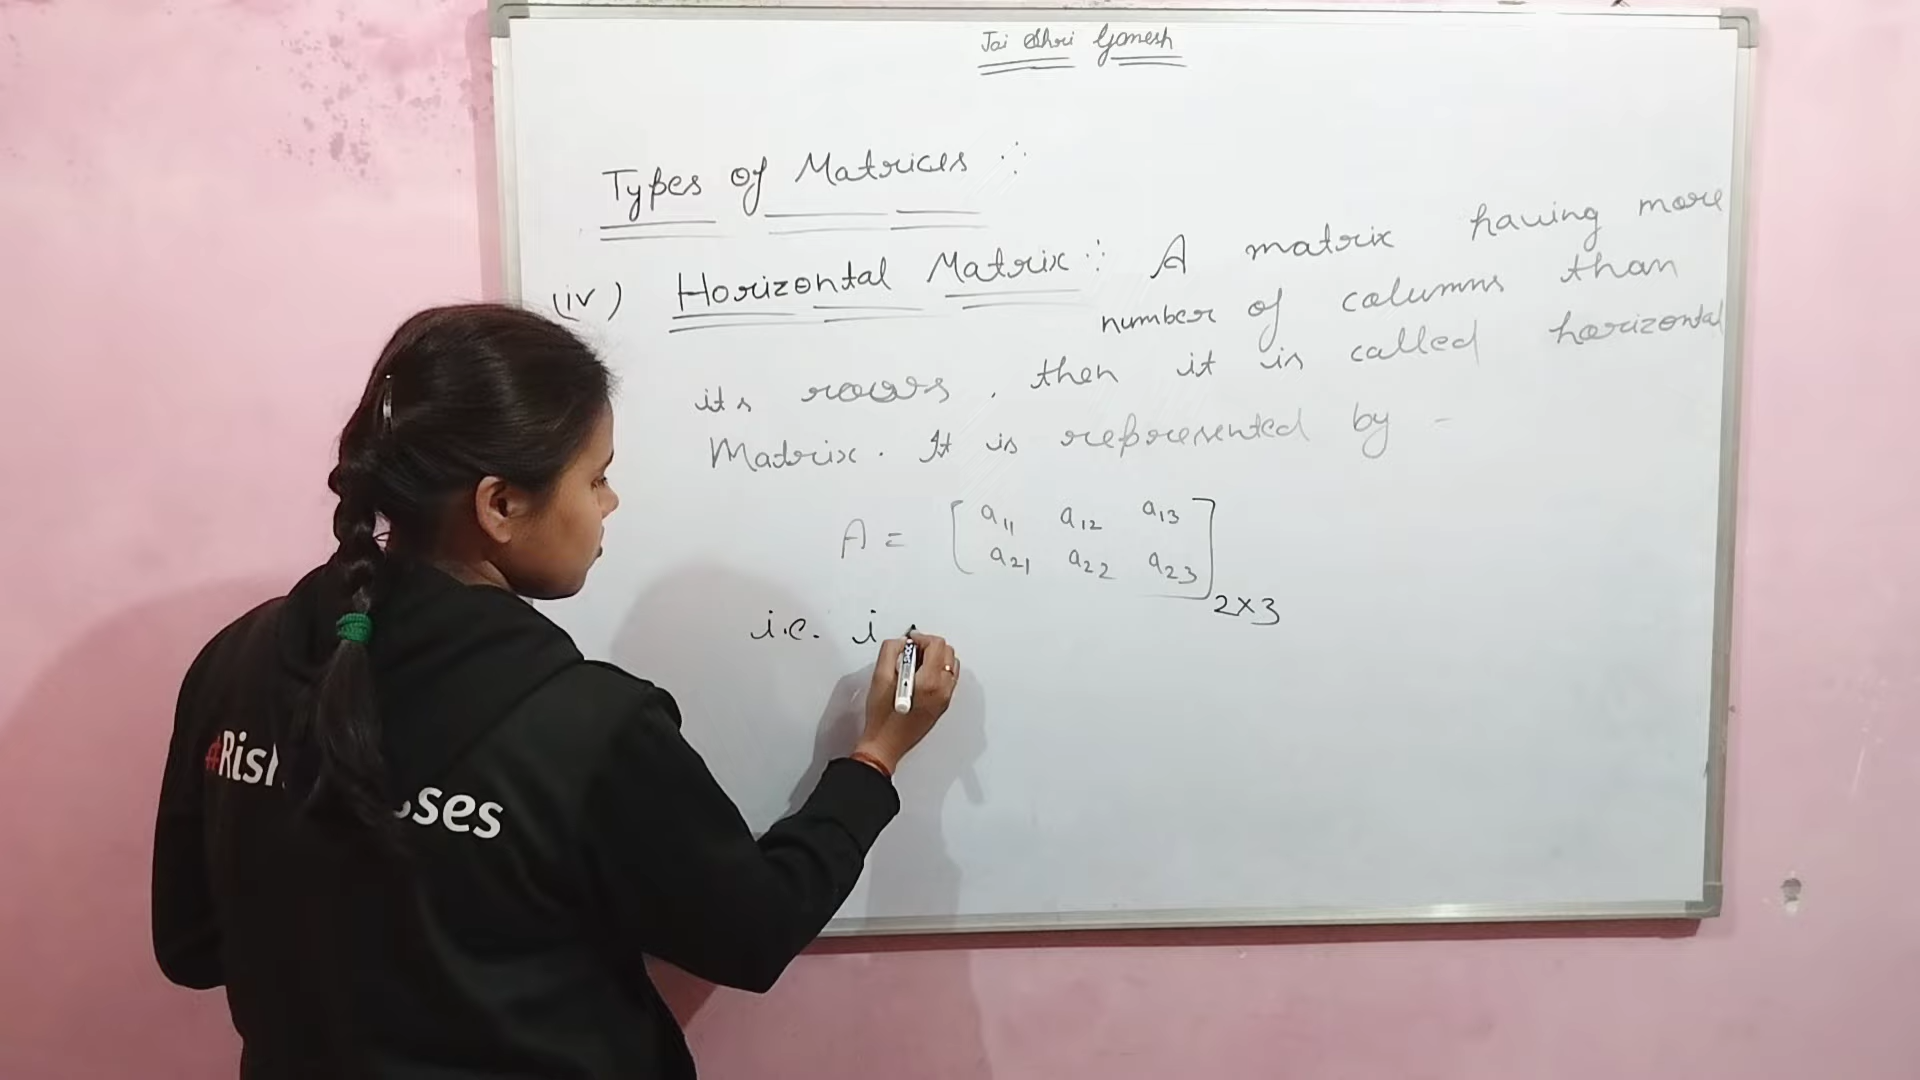 Jai Shri Ganesh
Types of Matrices :
(iv) Horizontal Matrix : A matrix having more
number of columns than
its rows, then it is called horizontal
Matrix. It is represented by -
A = [ a11 a12 a13
a21 a22 a23 ] 2×3
i.e. i
#Ris
sses